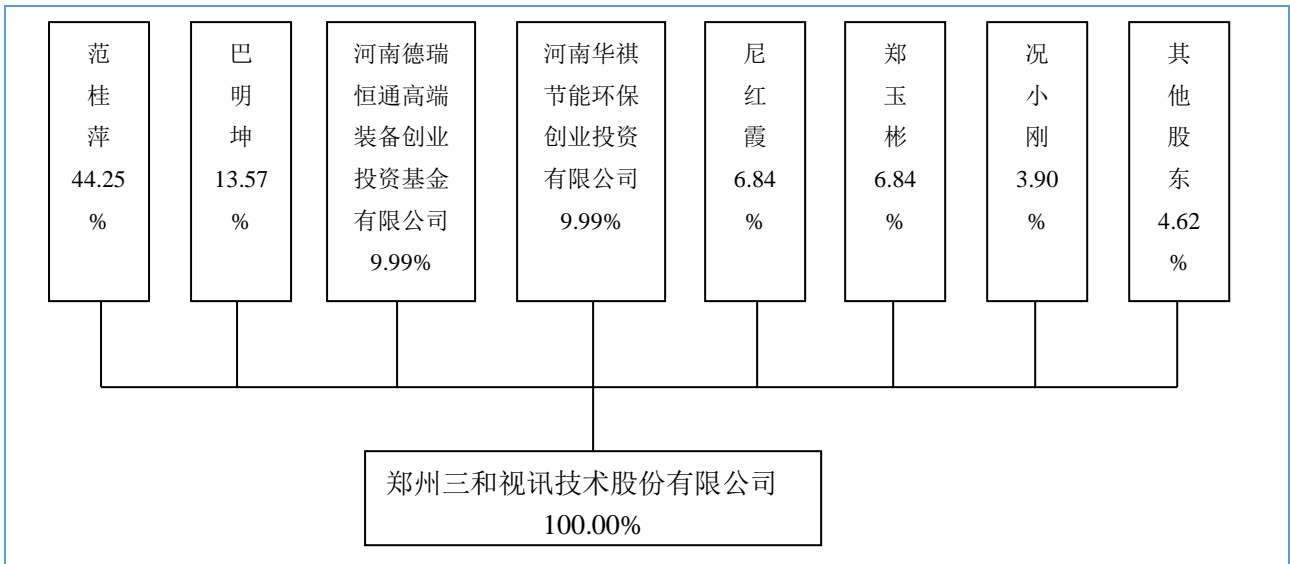 范
桂
萍
44.25
%
巴
明
坤
13.57
%
河南德瑞
恒通高端
装备创业
投资基金
有限公司
9.99%
河南华祺
节能环保
创业投资
有限公司
9.99%
尼
红
霞
6.84
%
郑
玉
彬
6.84
%
况
小
刚
3.90
%
其
他
股
东
4.62
%
郑州三和视讯技术股份有限公司
100.00%